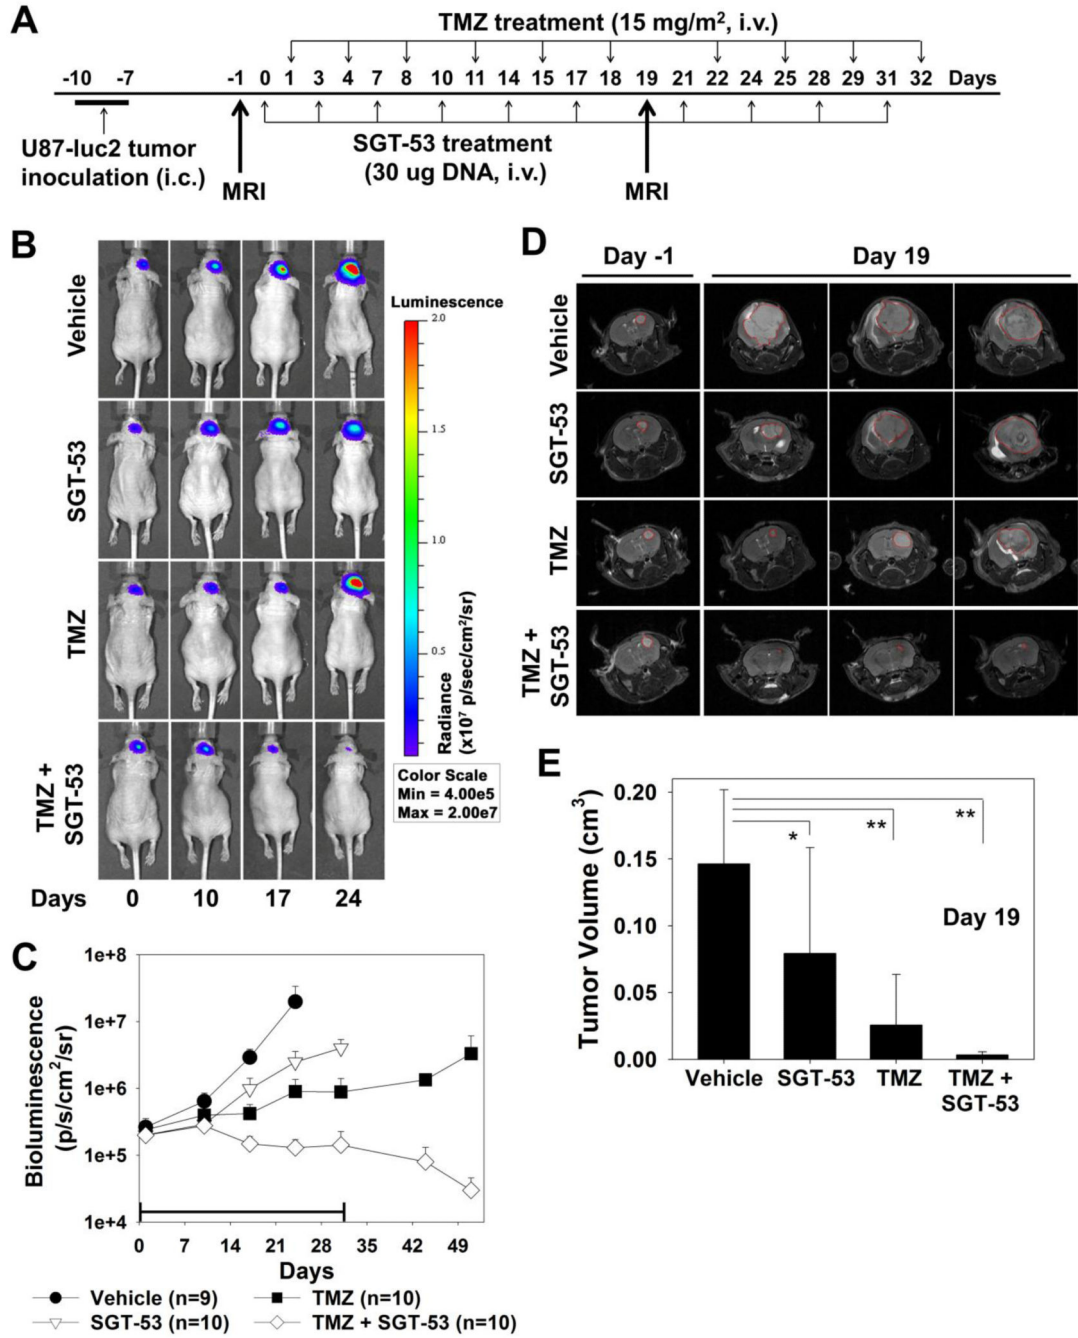 A
TMZ treatment (15 mg/m², i.v.)
-10 -7 -1 0 1 3 4 7 8 10 11 14 15 17 18 19 21 22 24 25 28 29 31 32 Days
U87-luc2 tumor
inoculation (i.c.)
MRI
SGT-53 treatment
(30 ug DNA, i.v.)
MRI
B
Vehicle
SGT-53
TMZ
TMZ +
SGT-53
Days 0 10 17 24
Luminescence
2.0
1.5
1.0
0.5
Radiance
(x10⁷ p/sec/cm²/sr)
Color Scale
Min = 4.00e5
Max = 2.00e7
C
Bioluminescence
(p/s/cm²/sr)
1e+8
1e+7
1e+6
1e+5
1e+4
0 7 14 21 28 35 42 49
Days
Vehicle (n=9)
TMZ (n=10)
SGT-53 (n=10)
TMZ + SGT-53 (n=10)
D
Day -1
Day 19
Vehicle
SGT-53
TMZ
TMZ +
SGT-53
E
Tumor Volume (cm³)
0.20
0.15
0.10
0.05
0.00
*
**
**
Day 19
Vehicle SGT-53 TMZ TMZ +
SGT-53